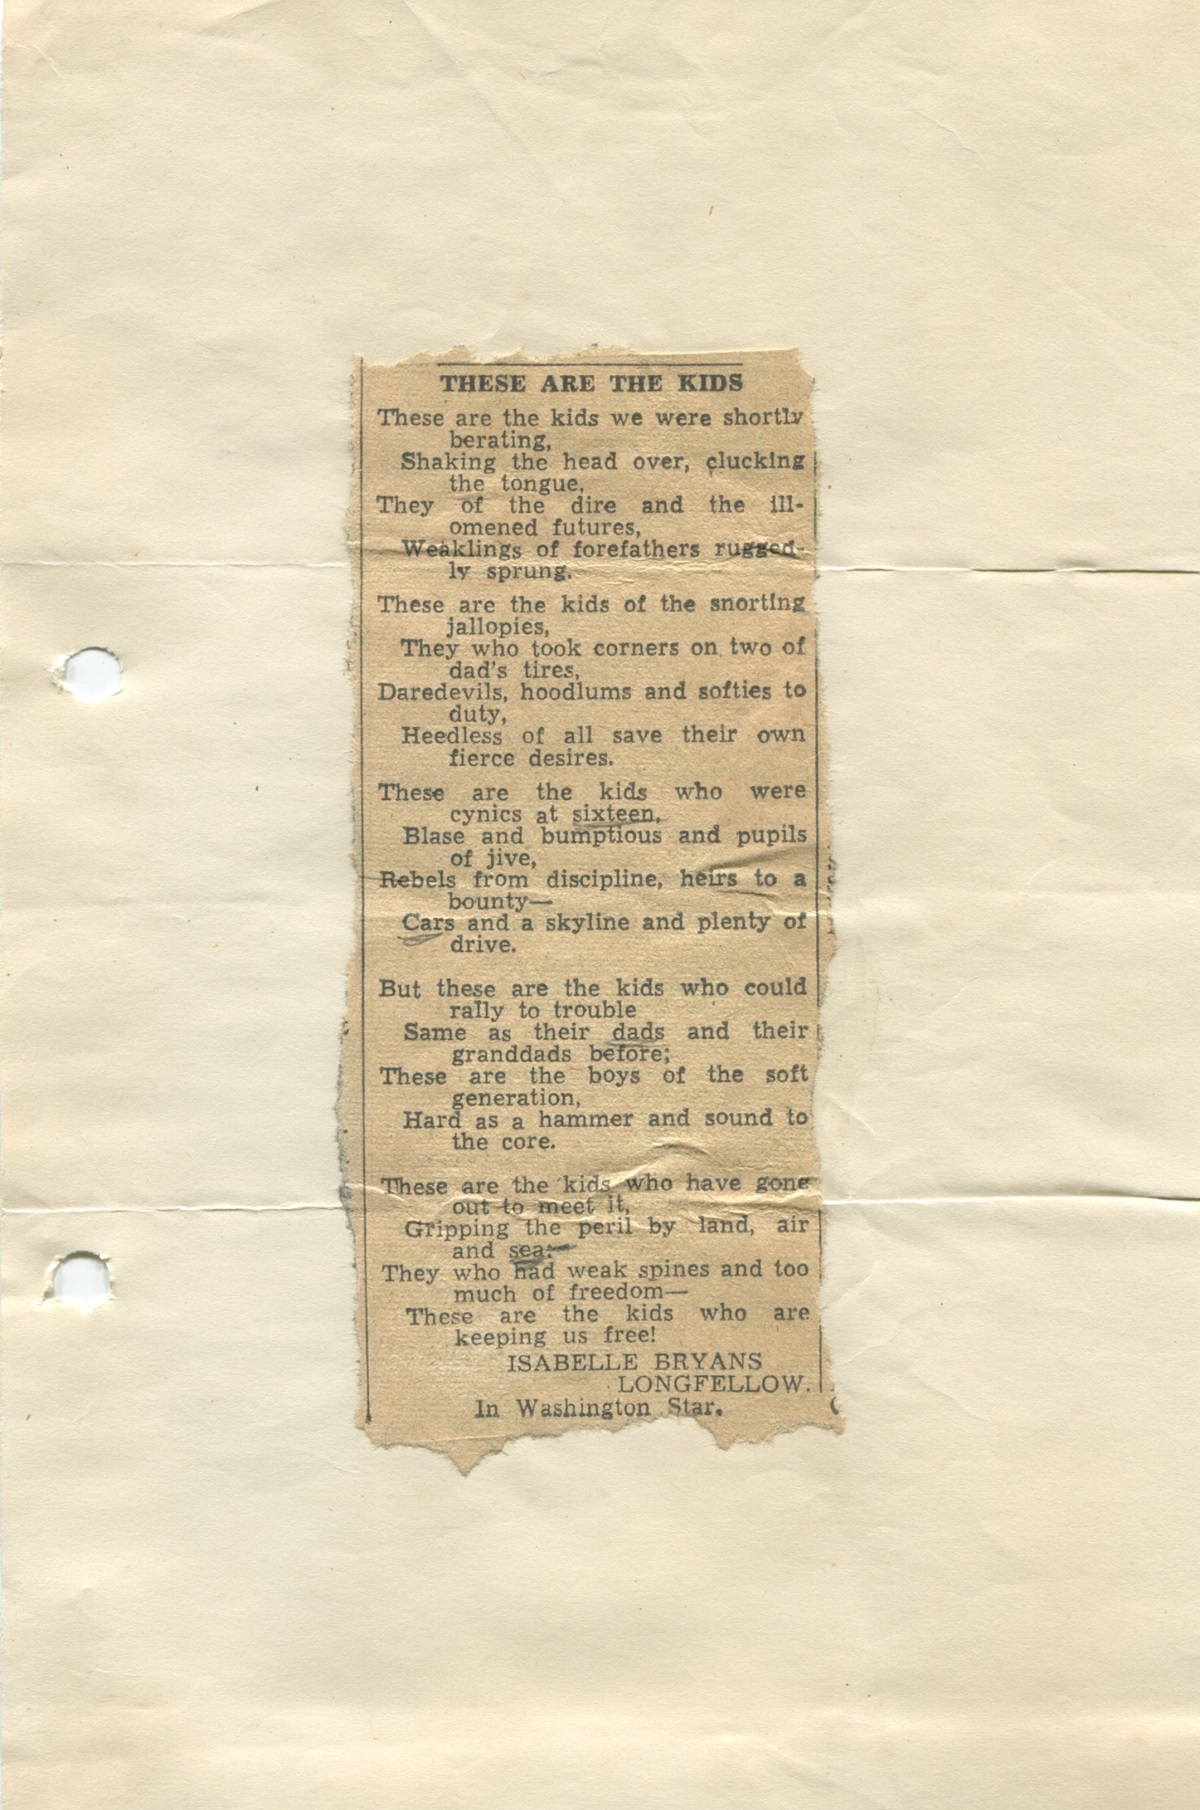 THESE ARE THE KIDS
These are the kids we were shortly
berating,
Shaking the head over, clucking
the tongue,
They of the dire and the ill-
omened futures,
Weaklings of forefathers rugged-
ly sprung.
These are the kids of the snorting
jallopies,
They who took corners on two of
dad's tires,
Daredevils, hoodlums and softies to
duty,
Heedless of all save their own
fierce desires.
These are the kids who were
cynics at sixteen,
Blase and bumptious and pupils
of jive,
Rebels from discipline, heirs to a
bounty—
Cars and a skyline and plenty of
drive.
But these are the kids who could
rally to trouble
Same as their dads and their
granddads before;
These are the boys of the soft
generation,
Hard as a hammer and sound to
the core.
These are the kids who have gone
out to meet it,
Gripping the peril by land, air
and sea:
They who had weak spines and too
much of freedom—
These are the kids who are
keeping us free!
ISABELLE BRYANS
LONGFELLOW.
In Washington Star.